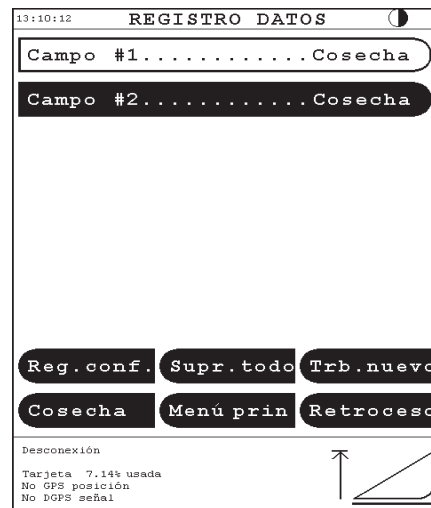 13:10:12 REGISTRO DATOS
Campo #1............Cosecha
Campo #2............Cosecha
Reg.conf. Supr.todo Trb.nuevo
Cosecha Menú prin Retroceso
Desconexión
Tarjeta 7.14% usada
No GPS posición
No DGPS señal